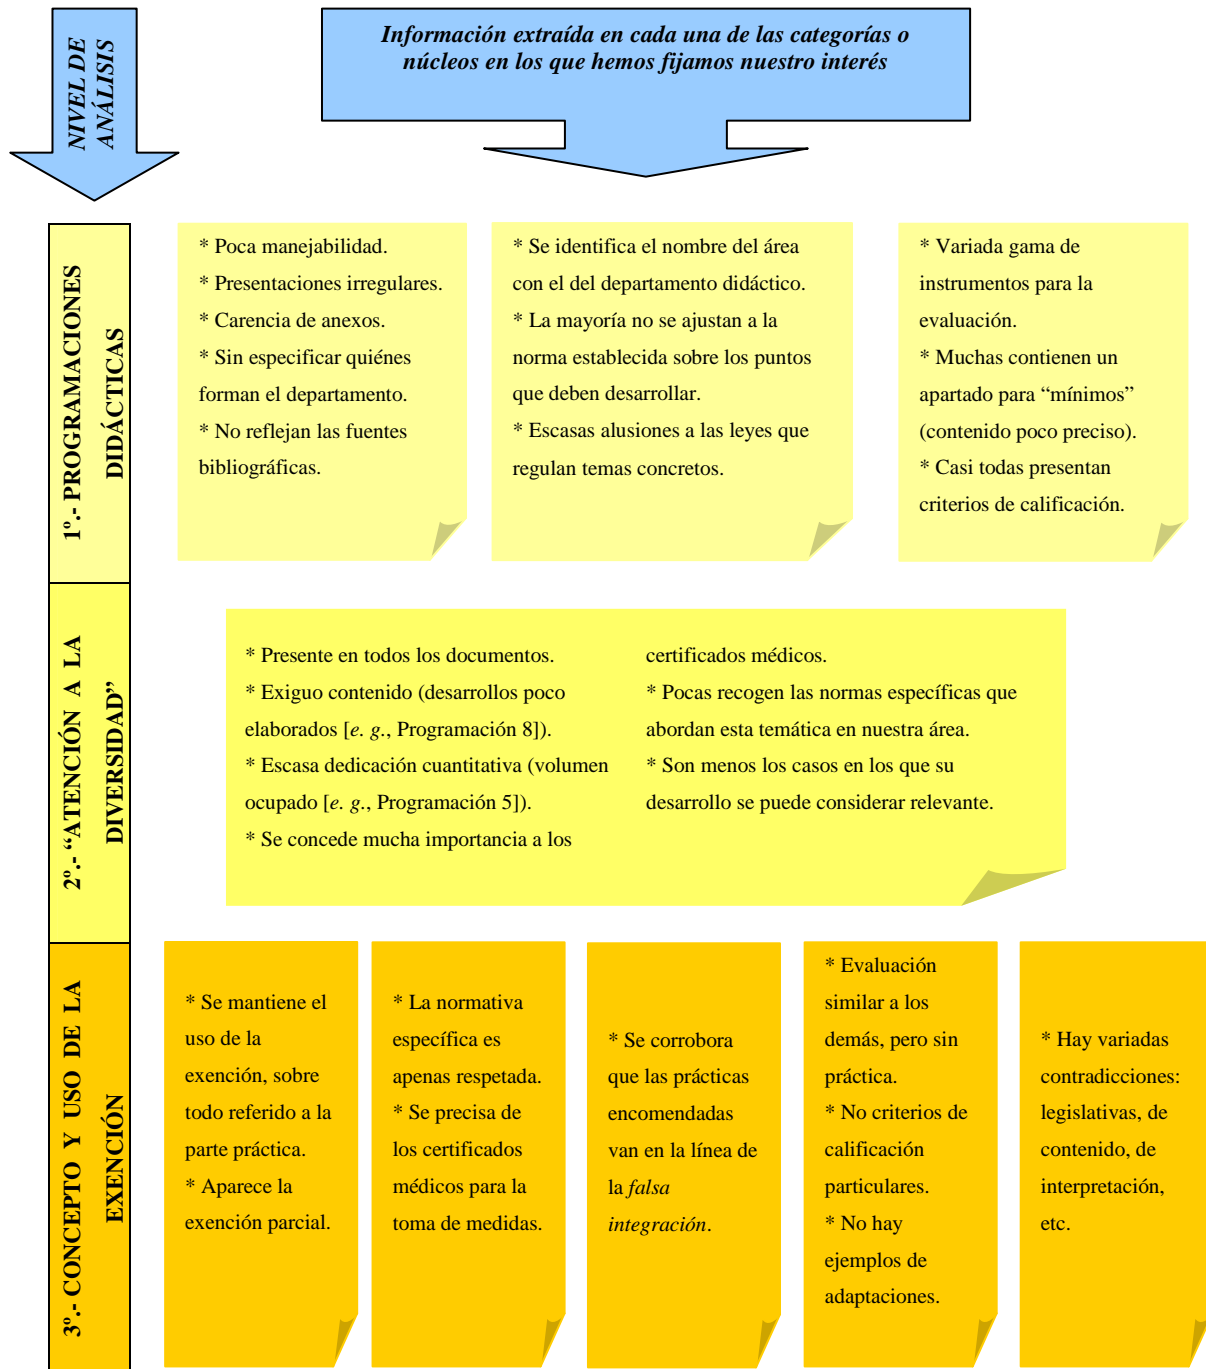 NIVEL DE
ANÁLISIS
Información extraída en cada una de las categorías o
núcleos en los que hemos fijamos nuestro interés
1º.- PROGRAMACIONES
DIDÁCTICAS
* Poca manejabilidad.
* Presentaciones irregulares.
* Carencia de anexos.
* Sin especificar quiénes
forman el departamento.
* No reflejan las fuentes
bibliográficas.
* Se identifica el nombre del área
con el del departamento didáctico.
* La mayoría no se ajustan a la
norma establecida sobre los puntos
que deben desarrollar.
* Escasas alusiones a las leyes que
regulan temas concretos.
* Variada gama de
instrumentos para la
evaluación.
* Muchas contienen un
apartado para “mínimos”
(contenido poco preciso).
* Casi todas presentan
criterios de calificación.
2º.- “ATENCIÓN A LA
DIVERSIDAD”
* Presente en todos los documentos.
* Exiguo contenido (desarrollos poco
elaborados [e. g., Programación 8]).
* Escasa dedicación cuantitativa (volumen
ocupado [e. g., Programación 5]).
* Se concede mucha importancia a los
certificados médicos.
* Pocas recogen las normas específicas que
abordan esta temática en nuestra área.
* Son menos los casos en los que su
desarrollo se puede considerar relevante.
3º.- CONCEPTO Y USO DE LA
EXENCIÓN
* Se mantiene el
uso de la
exención, sobre
todo referido a la
parte práctica.
* Aparece la
exención parcial.
* La normativa
específica es
apenas respetada.
* Se precisa de
los certificados
médicos para la
toma de medidas.
* Se corrobora
que las prácticas
encomendadas
van en la línea de
la falsa
integración.
* Evaluación
similar a los
demás, pero sin
práctica.
* No criterios de
calificación
particulares.
* No hay
ejemplos de
adaptaciones.
* Hay variadas
contradicciones:
legislativas, de
contenido, de
interpretación,
etc.